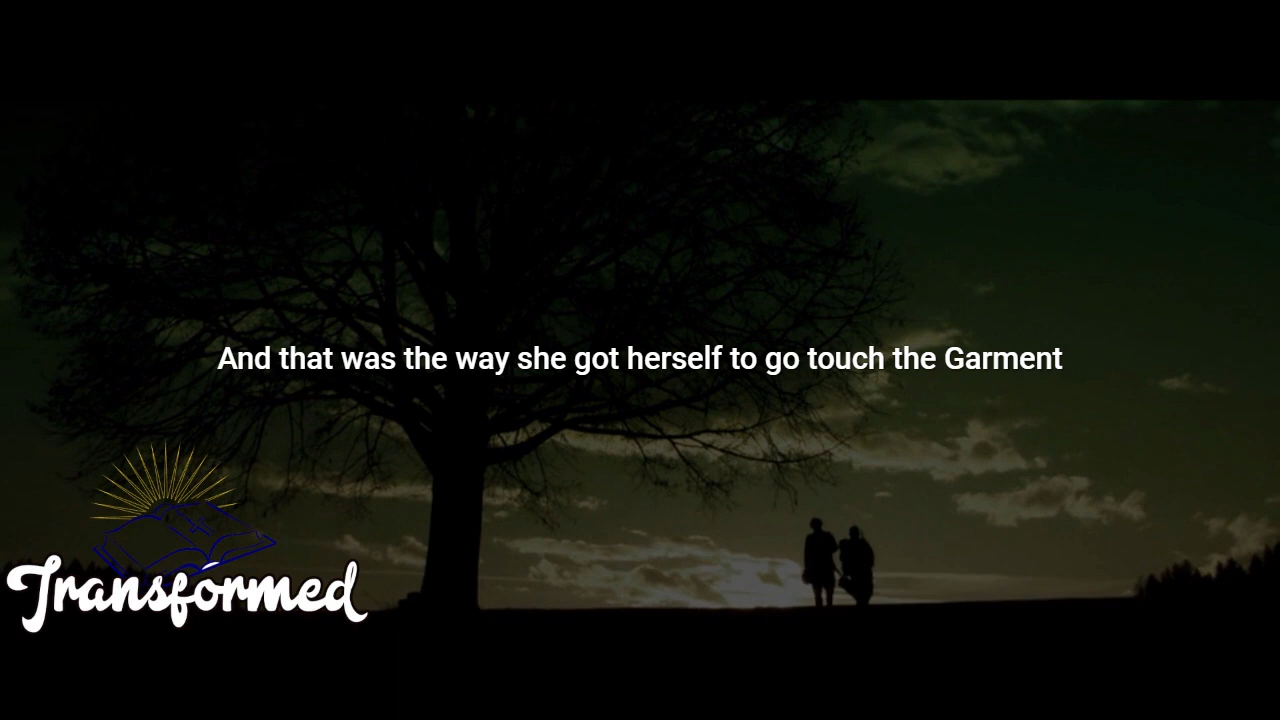 And that was the way she got herself to go touch the Garment
Transformed